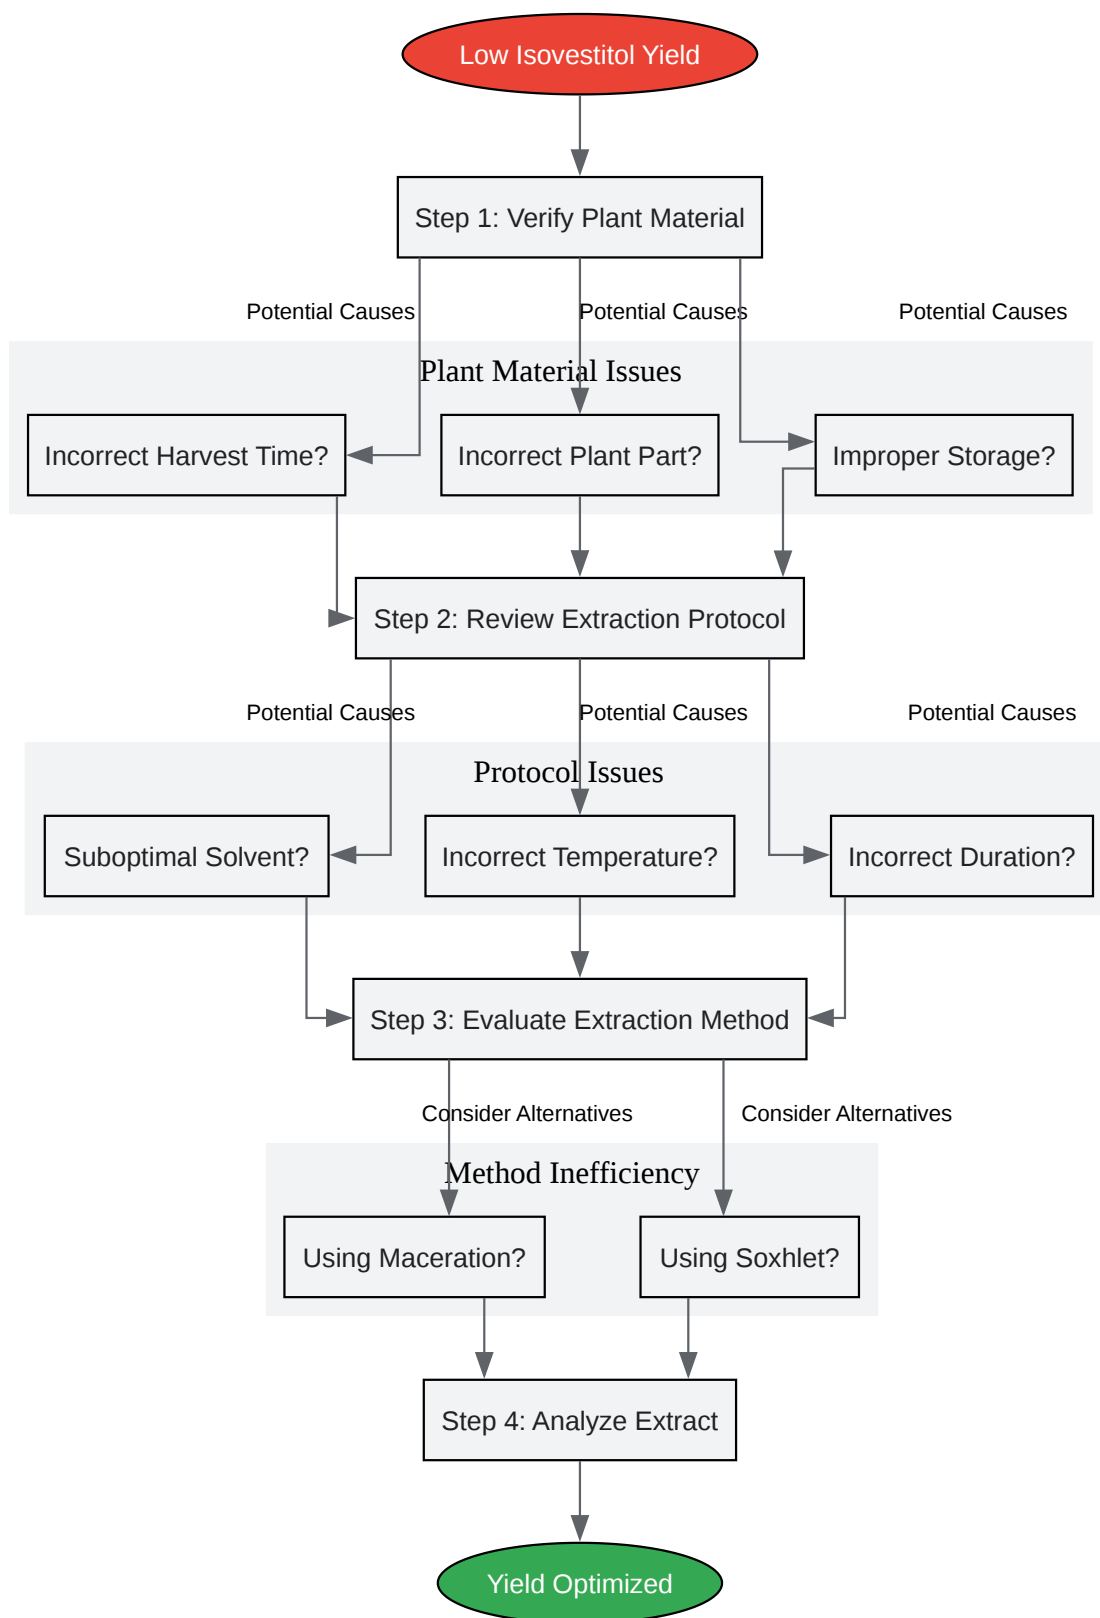 Low Isovestitol Yield
Step 1: Verify Plant Material
Potential Causes
Potential Causes
Potential Causes
Plant Material Issues
Incorrect Harvest Time?
Incorrect Plant Part?
Improper Storage?
Step 2: Review Extraction Protocol
Potential Causes
Potential Causes
Potential Causes
Protocol Issues
Suboptimal Solvent?
Incorrect Temperature?
Incorrect Duration?
Step 3: Evaluate Extraction Method
Consider Alternatives
Consider Alternatives
Method Inefficiency
Using Maceration?
Using Soxhlet?
Step 4: Analyze Extract
Yield Optimized